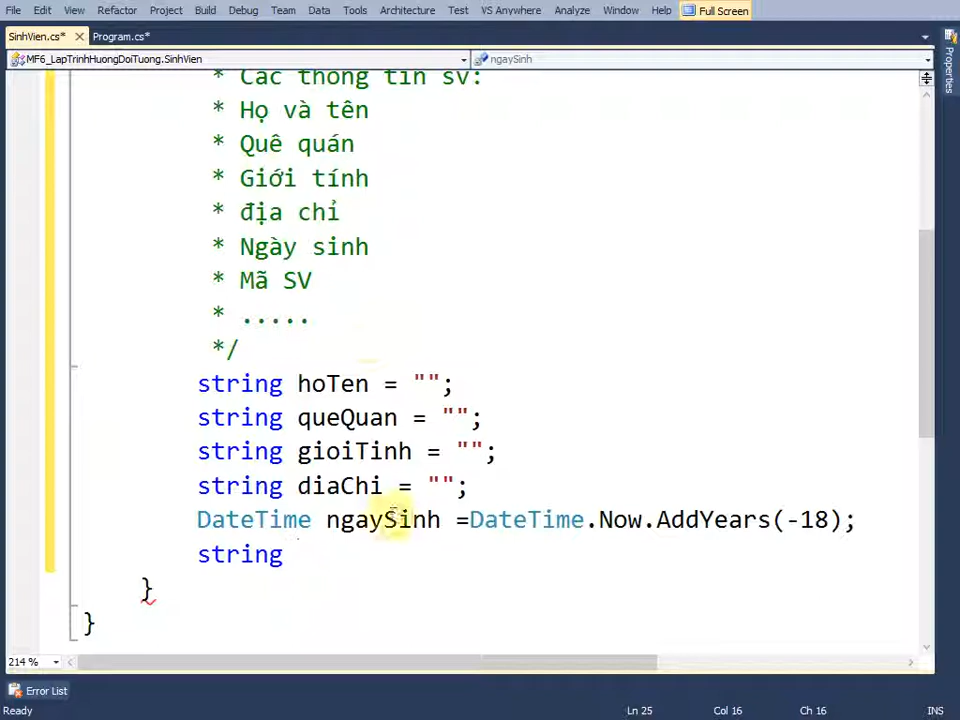 File Edit View Refactor Project Build Debug Team Data Tools Architecture Test VS Anywhere Analyze Window Help Full Screen
SinhVien.cs* Program.cs*
MF6_LapTrinhHuongDoiTuong.SinhVien ngaySinh
Properties
* Các thông tin sv:
* Họ và tên
* Quê quán
* Giới tính
* địa chỉ
* Ngày sinh
* Mã SV
* .....
*/
string hoTen = "";
string queQuan = "";
string gioiTinh = "";
string diaChi = "";
DateTime ngaySinh =DateTime.Now.AddYears(-18);
string
}
}
214 %
Error List
Ready Ln 25 Col 16 Ch 16 INS